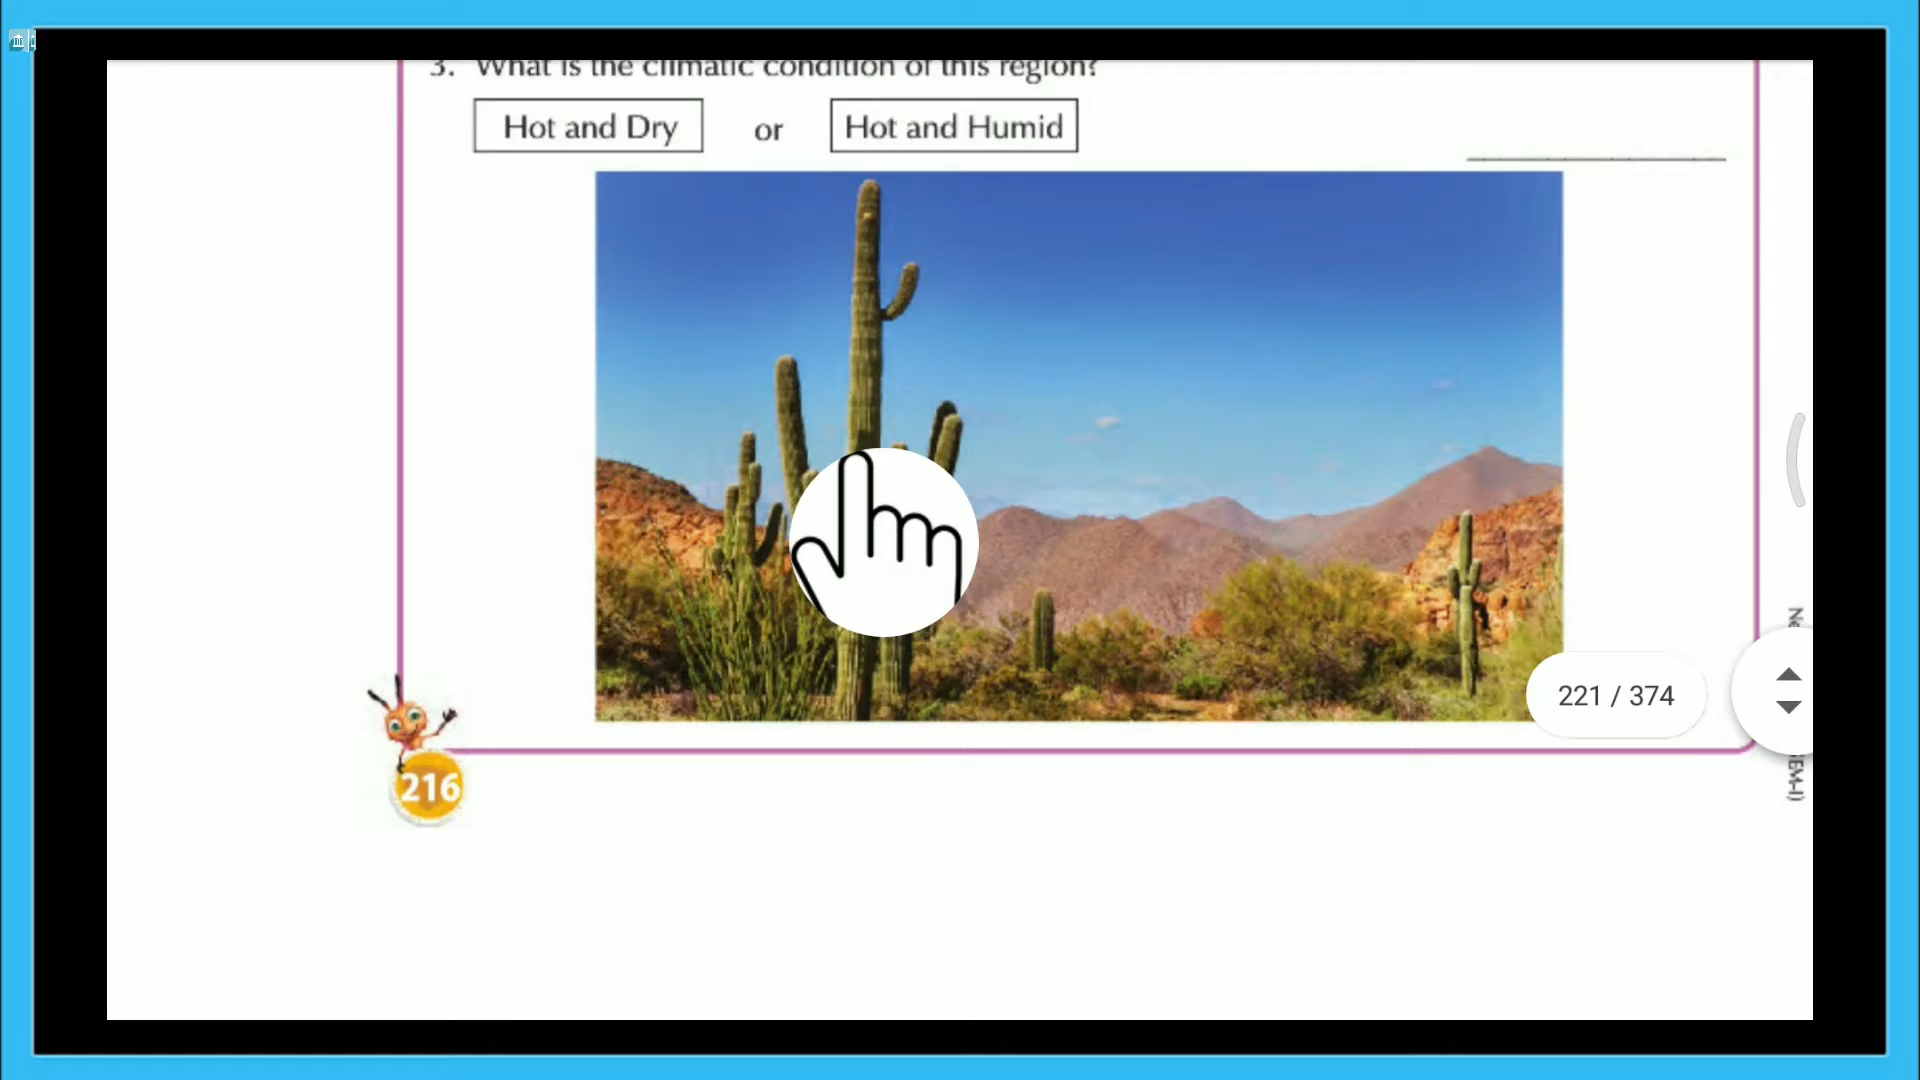 3. What is the climatic condition of this region?
Hot and Dry or Hot and Humid
221 / 374
216